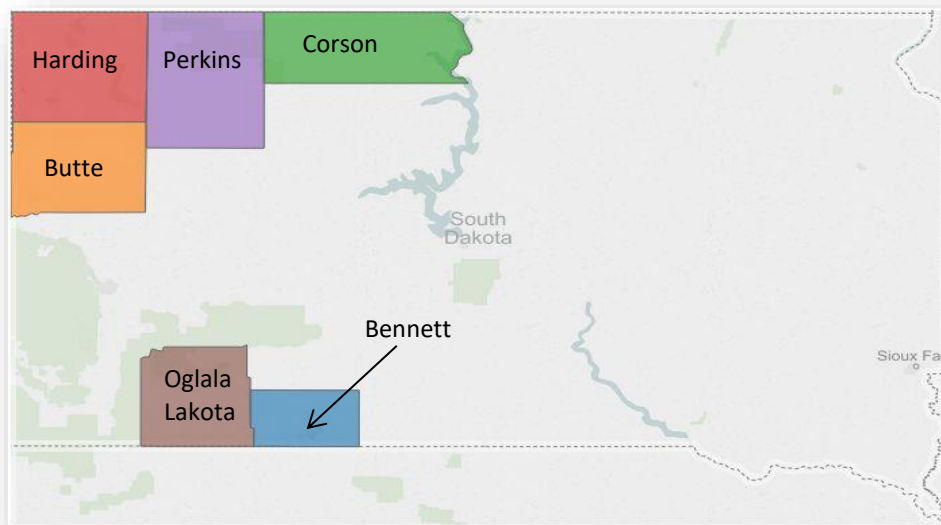 Harding
Perkins
Corson
Butte
South
Dakota
Bennett
Oglala
Lakota
Sioux Fa